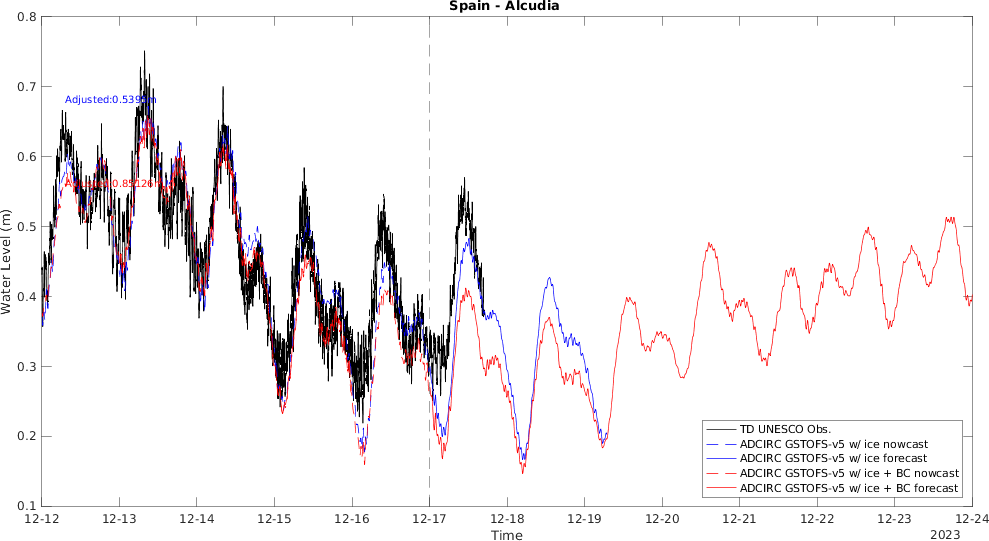 Spain - Alcudia
0.8
0.7
0.6
0.5
0.4
0.3
0.2
0.1
Water Level (m)
TD UNESCO Obs.
ADCIRC GSTOFS-v5 w/ ice nowcast
ADCIRC GSTOFS-v5 w/ ice forecast
ADCIRC GSTOFS-v5 w/ ice + BC nowcast
ADCIRC GSTOFS-v5 w/ ice + BC forecast
12-12 12-13 12-14 12-15 12-16 12-17 12-18 12-19 12-20 12-21 12-22 12-23 12-24
Time
2023